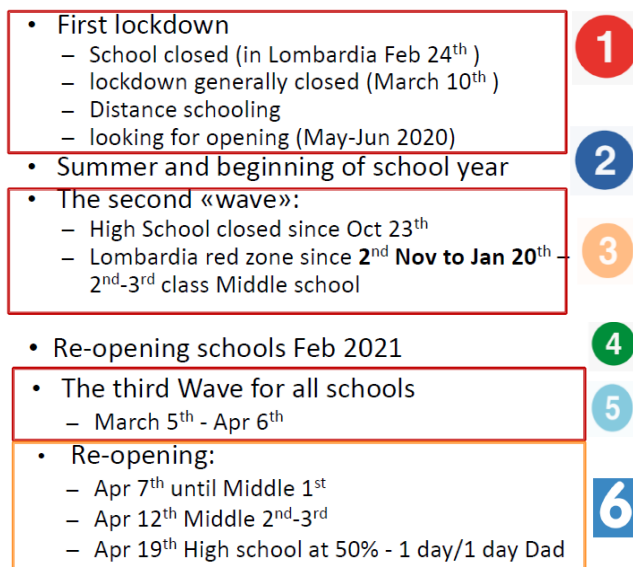 • First lockdown
– School closed (in Lombardia Feb 24th )
– lockdown generally closed (March 10th )
– Distance schooling
– looking for opening (May-Jun 2020)
1
• Summer and beginning of school year
2
• The second «wave»:
– High School closed since Oct 23th
– Lombardia red zone since 2nd Nov to Jan 20th –
2nd-3rd class Middle school
3
• Re-opening schools Feb 2021
4
• The third Wave for all schools
– March 5th - Apr 6th
5
• Re-opening:
– Apr 7th until Middle 1st
– Apr 12th Middle 2nd-3rd
– Apr 19th High school at 50% - 1 day/1 day Dad
6